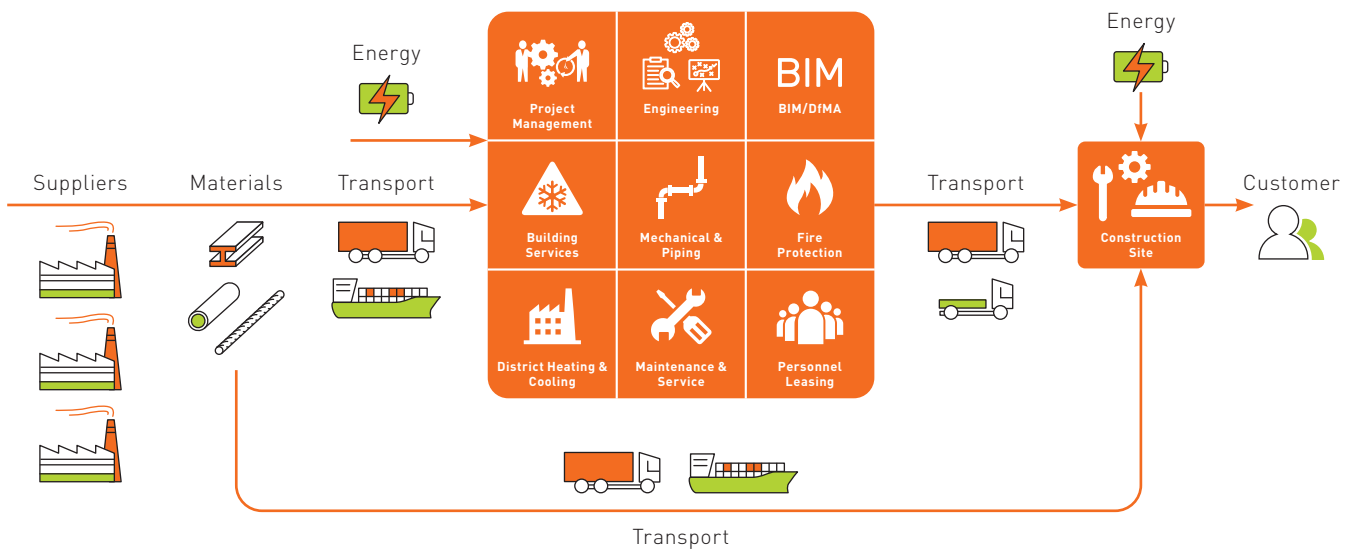 Energy
Energy
Project
Management
Engineering
BIM
BIM/DfMA
Suppliers
Materials
Transport
Building
Services
Mechanical &
Piping
Fire
Protection
Transport
Construction
Site
Customer
District Heating &
Cooling
Maintenance &
Service
Personnel
Leasing
Transport